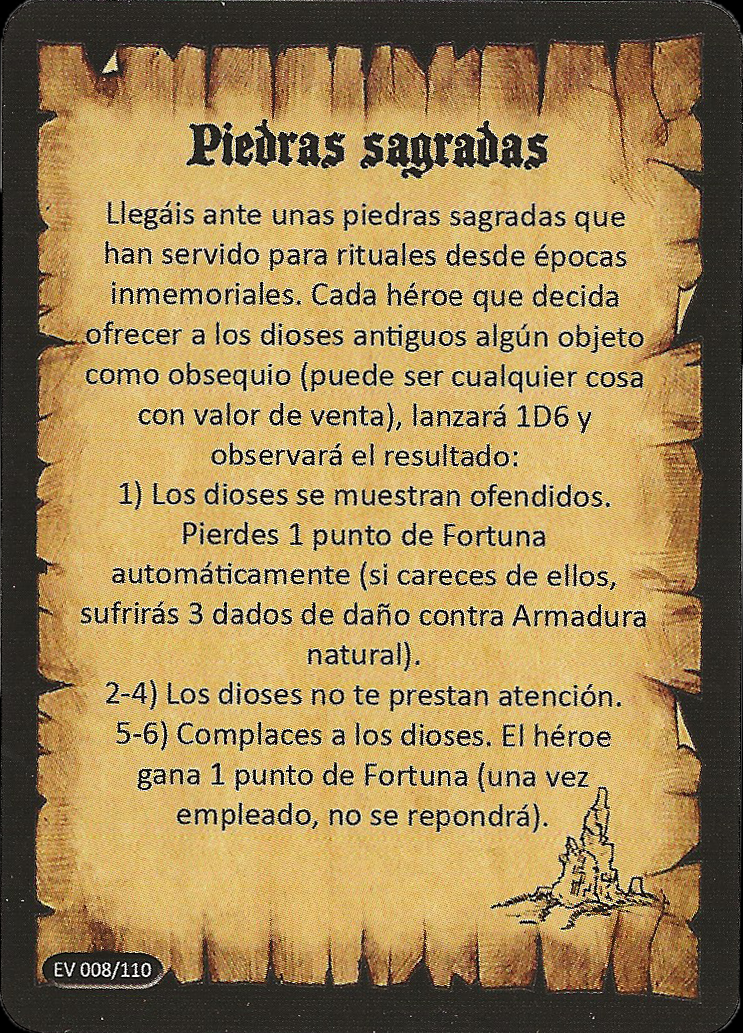 Piedras sagradas
Llegáis ante unas piedras sagradas que
han servido para rituales desde épocas
inmemoriales. Cada héroe que decida
ofrecer a los dioses antiguos algún objeto
como obsequio (puede ser cualquier cosa
con valor de venta), lanzará 1D6 y
observará el resultado:
1) Los dioses se muestran ofendidos.
Pierdes 1 punto de Fortuna
automáticamente (si careces de ellos,
sufrirás 3 dados de daño contra Armadura
natural).
2-4) Los dioses no te prestan atención.
5-6) Complaces a los dioses. El héroe
gana 1 punto de Fortuna (una vez
empleado, no se repondrá).
EV 008/110